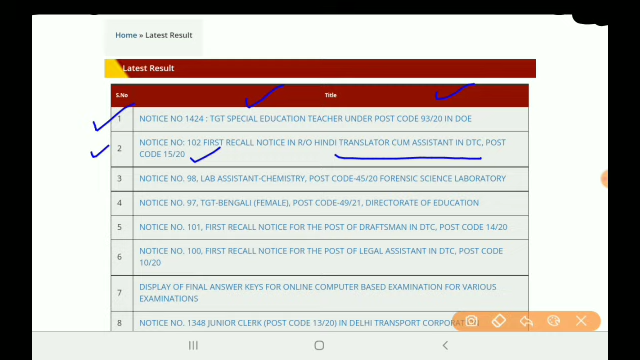 Home » Latest Result
Latest Result
S.No Title
1 NOTICE NO 1424 : TGT SPECIAL EDUCATION TEACHER UNDER POST CODE 93/20 IN DOE
2 NOTICE NO: 102 FIRST RECALL NOTICE IN R/O HINDI TRANSLATOR CUM ASSISTANT IN DTC, POST
CODE 15/20
3 NOTICE NO. 98, LAB ASSISTANT-CHEMISTRY, POST CODE-45/20 FORENSIC SCIENCE LABORATORY
4 NOTICE NO. 97, TGT-BENGALI (FEMALE), POST CODE-49/21, DIRECTORATE OF EDUCATION
5 NOTICE NO. 101, FIRST RECALL NOTICE FOR THE POST OF DRAFTSMAN IN DTC, POST CODE 14/20
6 NOTICE NO. 100, FIRST RECALL NOTICE FOR THE POST OF LEGAL ASSISTANT IN DTC, POST CODE
10/20
7 DISPLAY OF FINAL ANSWER KEYS FOR ONLINE COMPUTER BASED EXAMINATION FOR VARIOUS
EXAMINATIONS
8 NOTICE NO. 1348 JUNIOR CLERK (POST CODE 13/20) IN DELHI TRANSPORT CORPORATION